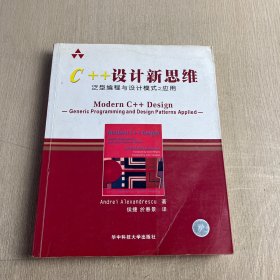 C++设计新思维
泛型编程与设计模式之应用
Modern C++ Design
Generic Programming and Design Patterns Applied
Modern C++ Design
Andrei Alexandrescu 著
侯捷 於春景 译
华中科技大学出版社